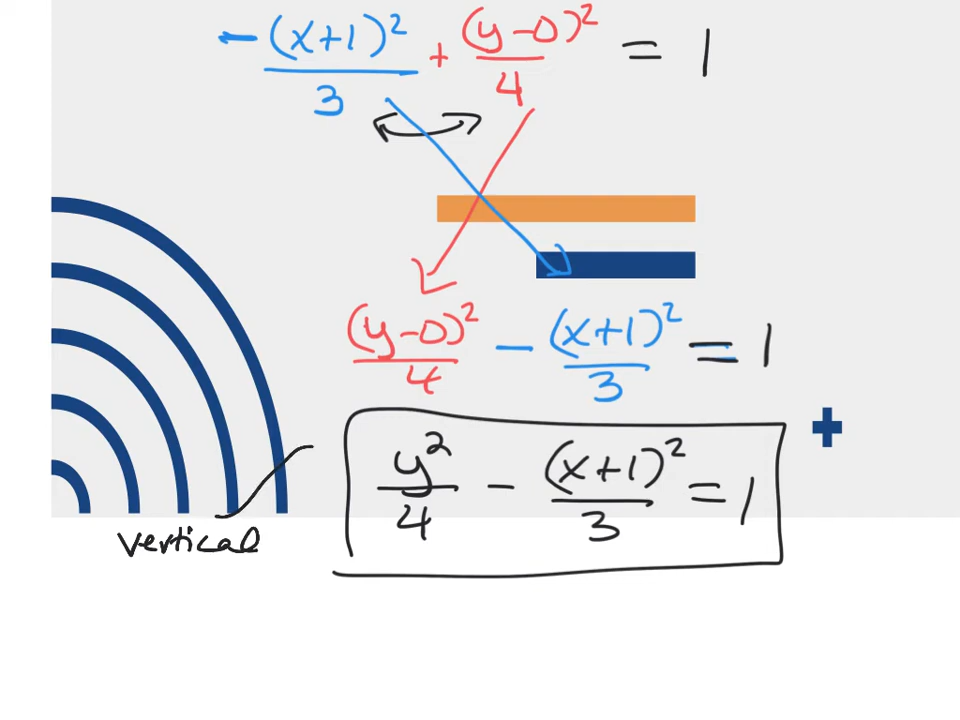 -(x+1)²/3 + (y-0)²/4 = 1
(y-0)²/4 - (x+1)²/3 = 1
y²/4 - (x+1)²/3 = 1
vertical